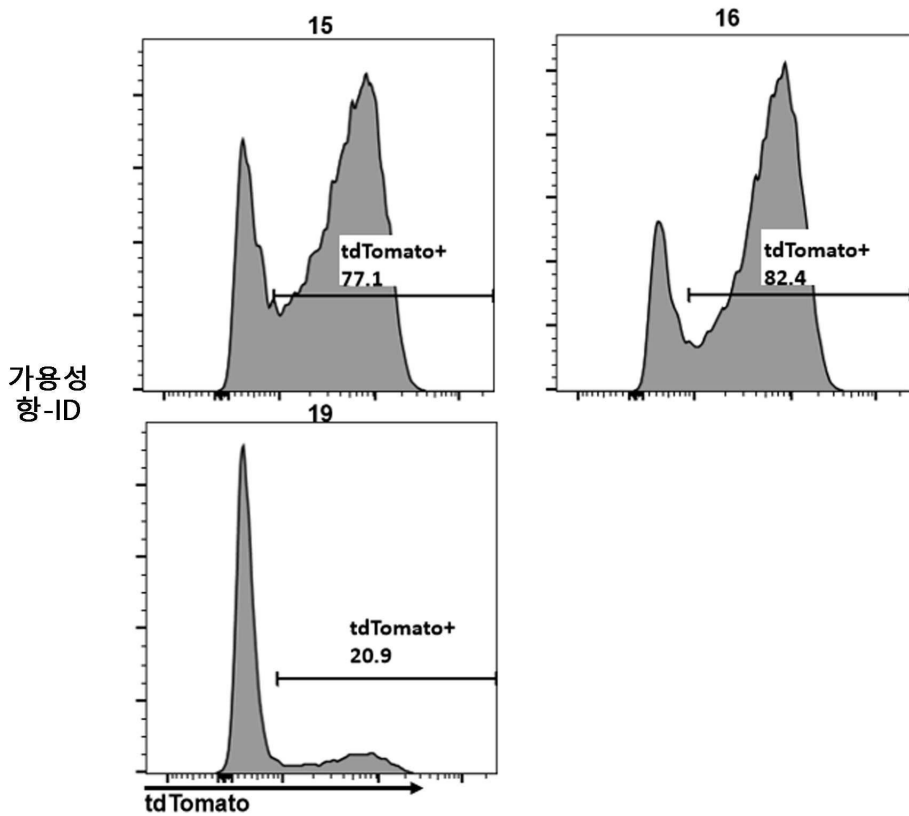 15
16
tdTomato+
77.1
tdTomato+
82.4
가용성
항-ID
19
tdTomato+
20.9
tdTomato